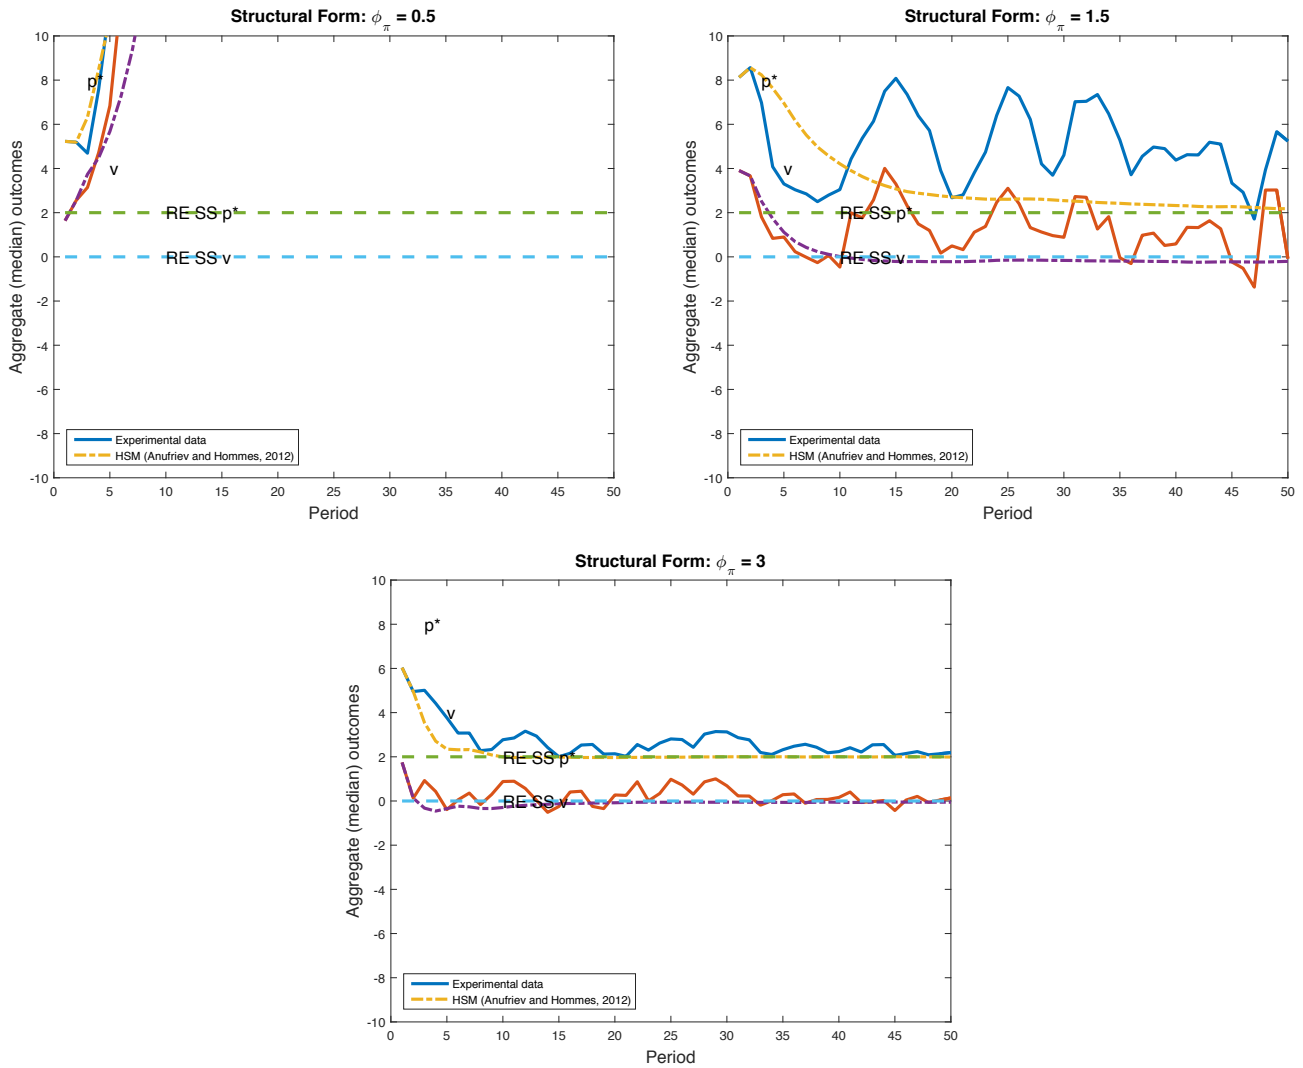 Structural Form: ϕ_π = 0.5
Aggregate (median) outcomes
10
8
6
4
2
0
-2
-4
-6
-8
-10
p*
v
RE SS p*
RE SS v
Experimental data
HSM (Anufriev and Hommes, 2012)
0 5 10 15 20 25 30 35 40 45 50
Period
Structural Form: ϕ_π = 1.5
Aggregate (median) outcomes
10
8
6
4
2
0
-2
-4
-6
-8
-10
p*
v
RE SS p*
RE SS v
Experimental data
HSM (Anufriev and Hommes, 2012)
0 5 10 15 20 25 30 35 40 45 50
Period
Structural Form: ϕ_π = 3
Aggregate (median) outcomes
10
8
6
4
2
0
-2
-4
-6
-8
-10
p*
v
RE SS p*
RE SS v
Experimental data
HSM (Anufriev and Hommes, 2012)
0 5 10 15 20 25 30 35 40 45 50
Period